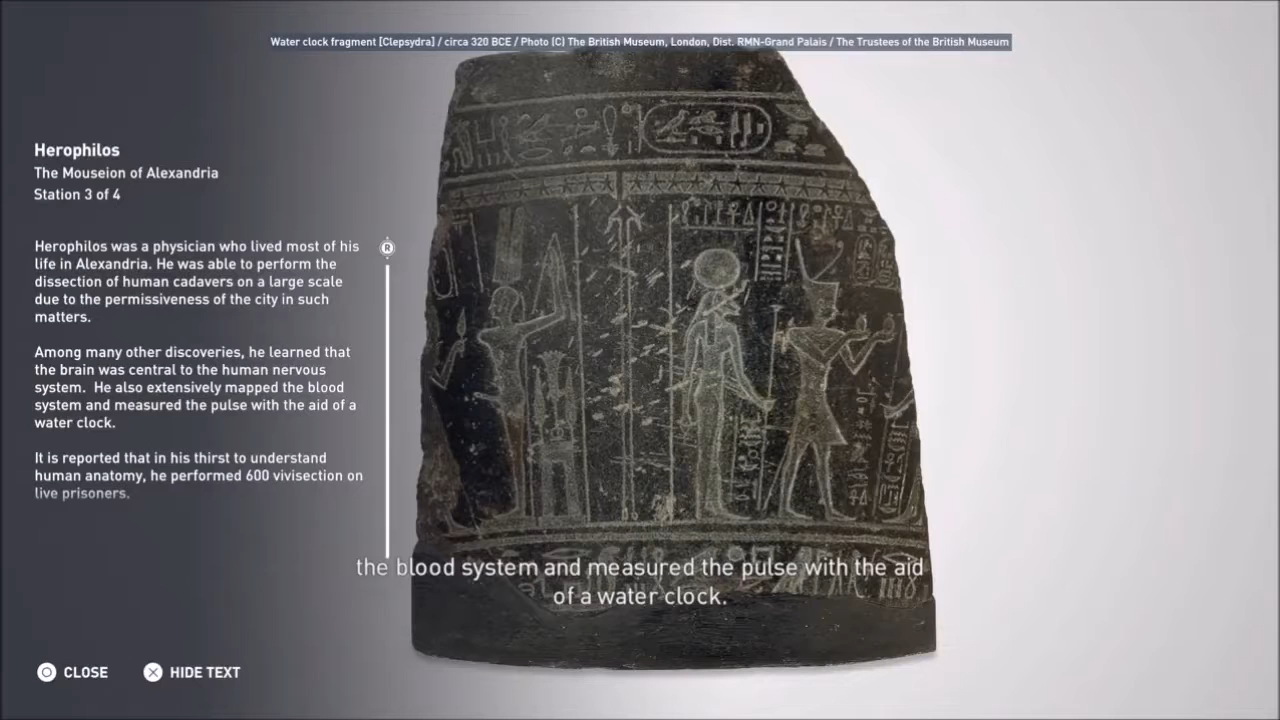 Water clock fragment [Clepsydra] / circa 320 BCE / Photo (C) The British Museum, London, Dist. RMN-Grand Palais / The Trustees of the British Museum
Herophilos
The Mouseion of Alexandria
Station 3 of 4
Herophilos was a physician who lived most of his
life in Alexandria. He was able to perform the
dissection of human cadavers on a large scale
due to the permissiveness of the city in such
matters.
Among many other discoveries, he learned that
the brain was central to the human nervous
system. He also extensively mapped the blood
system and measured the pulse with the aid of a
water clock.
It is reported that in his thirst to understand
human anatomy, he performed 600 vivisection on
live prisoners.
R
the blood system and measured the pulse with the aid
of a water clock.
CLOSE
HIDE TEXT